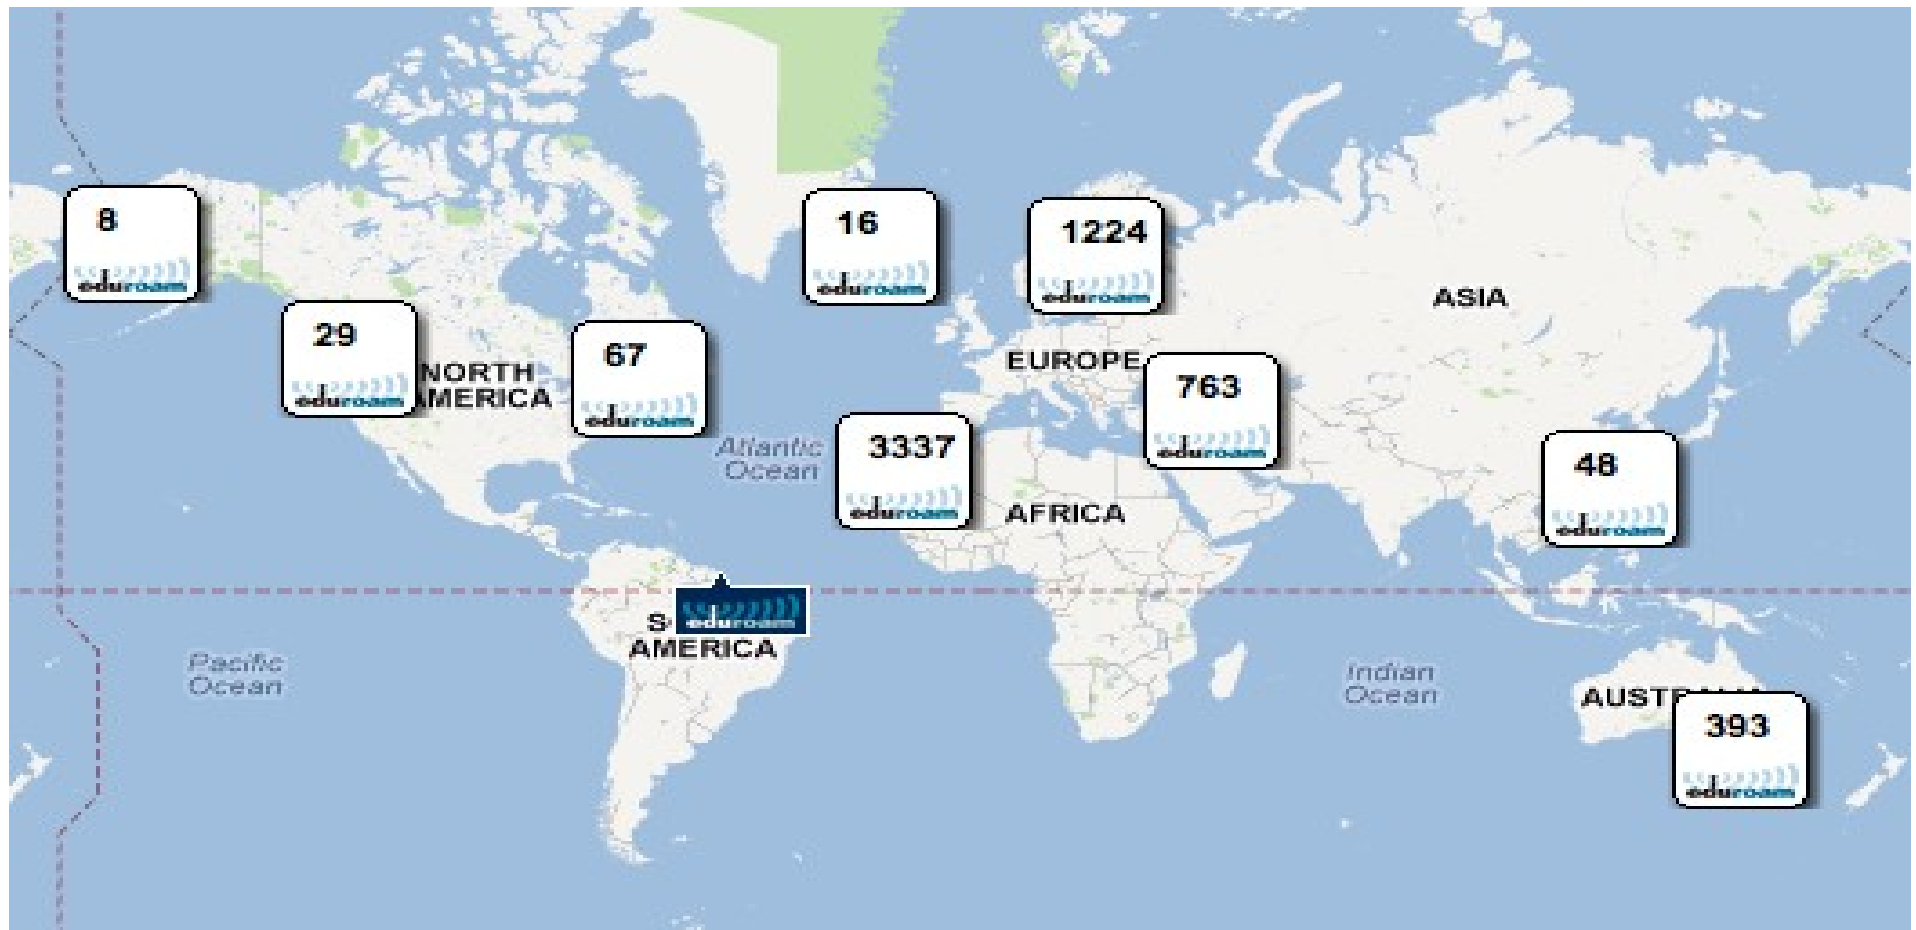 8
eduroam
16
eduroam
1224
eduroam
ASIA
29
eduroam
NORTH
AMERICA
67
eduroam
EUROPE
763
eduroam
Atlantic
Ocean
3337
eduroam
AFRICA
48
eduroam
eduroam
S
AMERICA
Pacific
Ocean
Indian
Ocean
AUSTRALIA
393
eduroam